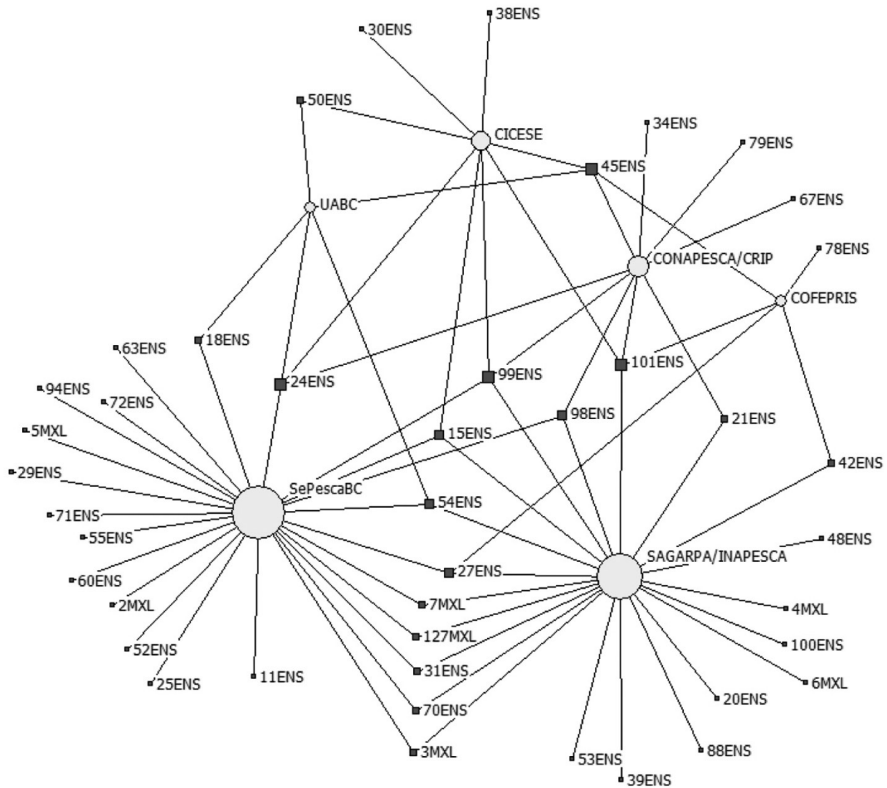 38ENS
30ENS
50ENS
CICESE
34ENS
79ENS
45ENS
67ENS
UABC
78ENS
CONAPESCA/CRIP
COFEPRIS
18ENS
63ENS
101ENS
99ENS
24ENS
94ENS
72ENS
98ENS
21ENS
5MXL
15ENS
42ENS
29ENS
SePescaBC
54ENS
71ENS
55ENS
48ENS
SAGARPA/INAPESCA
27ENS
60ENS
2MXL
7MXL
4MXL
127MXL
100ENS
52ENS
31ENS
11ENS
25ENS
6MXL
20ENS
70ENS
3MXL
88ENS
53ENS
39ENS